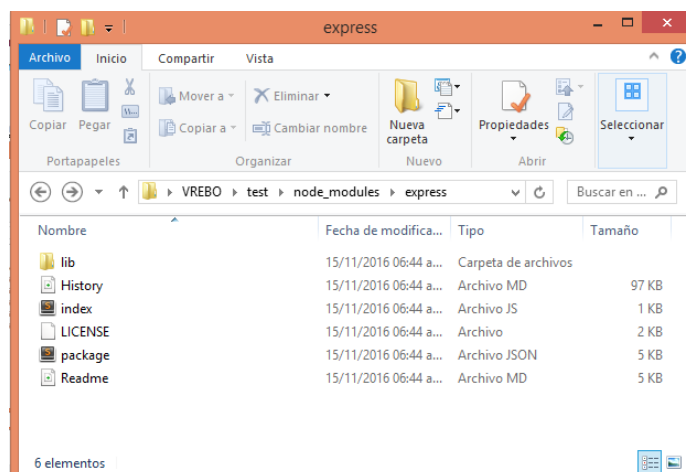 express
Archivo Inicio Compartir Vista
Copiar Pegar Mover a Copiar a Eliminar Cambiar nombre Nueva carpeta Propiedades Seleccionar
Portapapeles Organizar Nuevo Abrir
VREBO test node_modules express Buscar en ...
Nombre Fecha de modifica... Tipo Tamaño
lib 15/11/2016 06:44 a... Carpeta de archivos
History 15/11/2016 06:44 a... Archivo MD 97 KB
index 15/11/2016 06:44 a... Archivo JS 1 KB
LICENSE 15/11/2016 06:44 a... Archivo 2 KB
package 15/11/2016 06:44 a... Archivo JSON 5 KB
Readme 15/11/2016 06:44 a... Archivo MD 5 KB
6 elementos